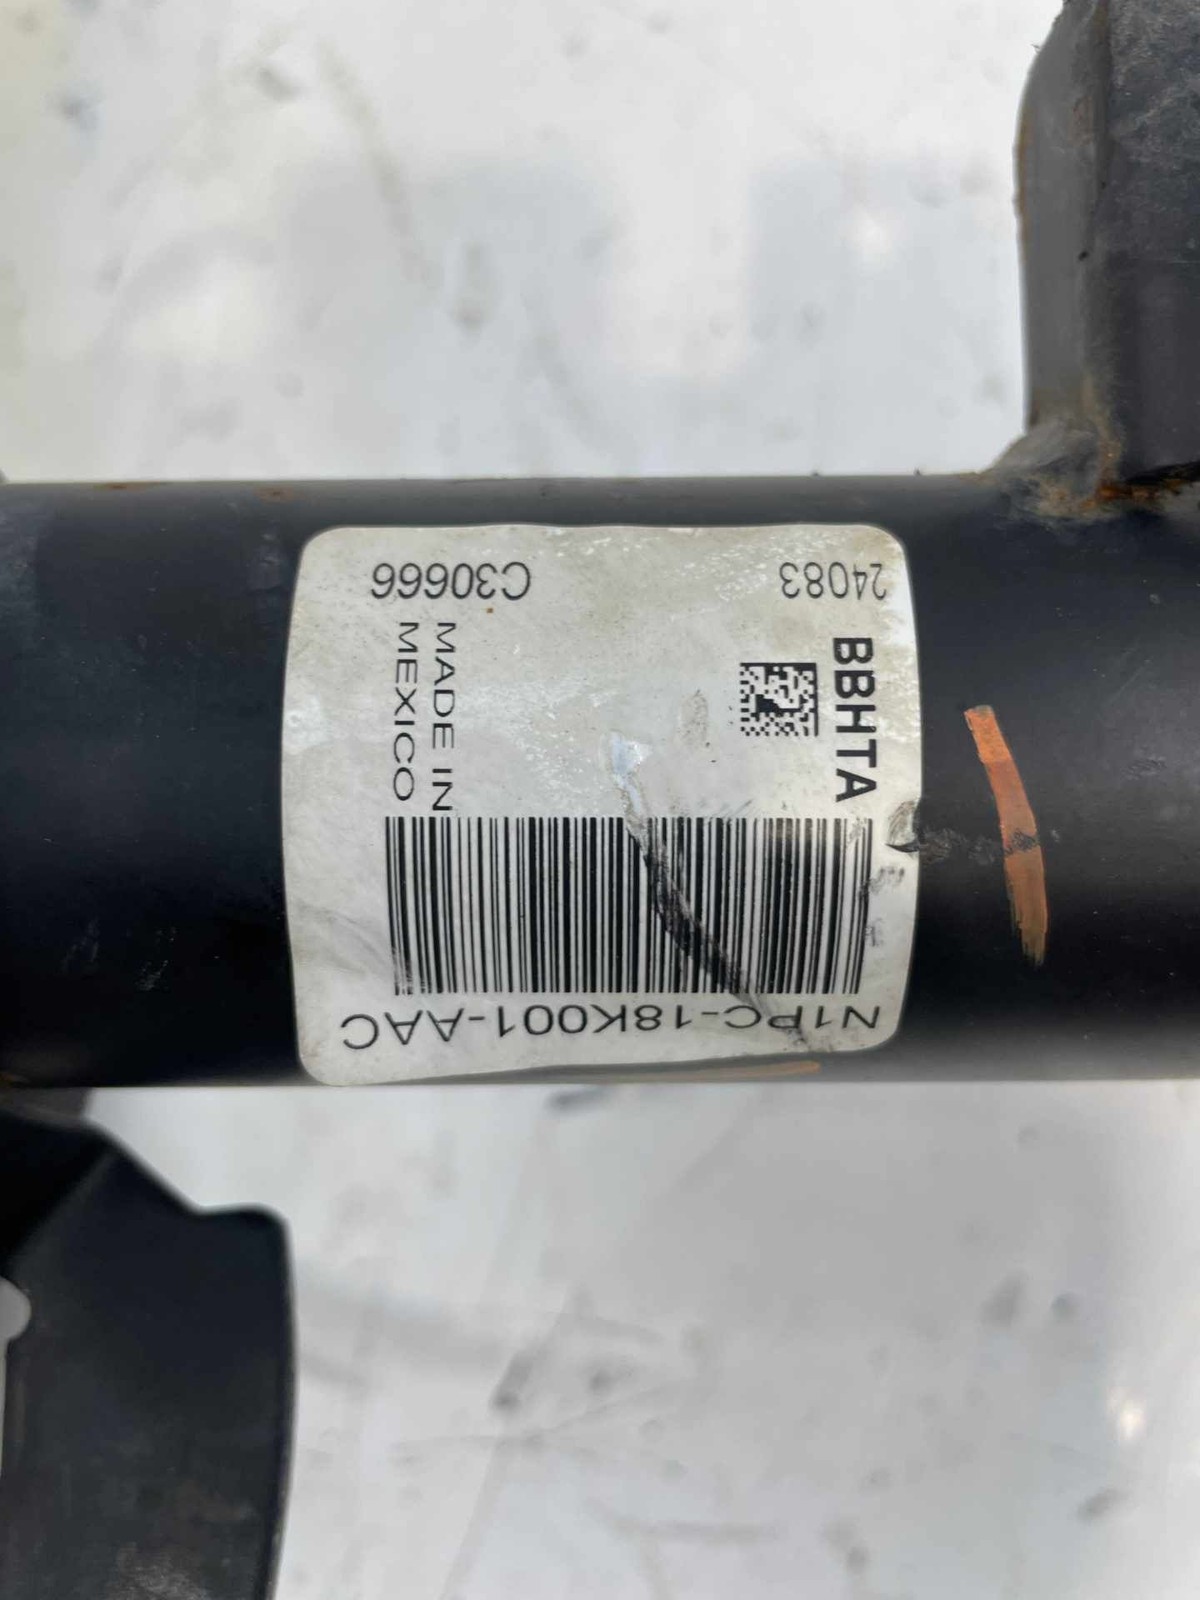 N1PC-18K001-AAC
BBHTA
MADE IN
MEXICO
24083
C30666